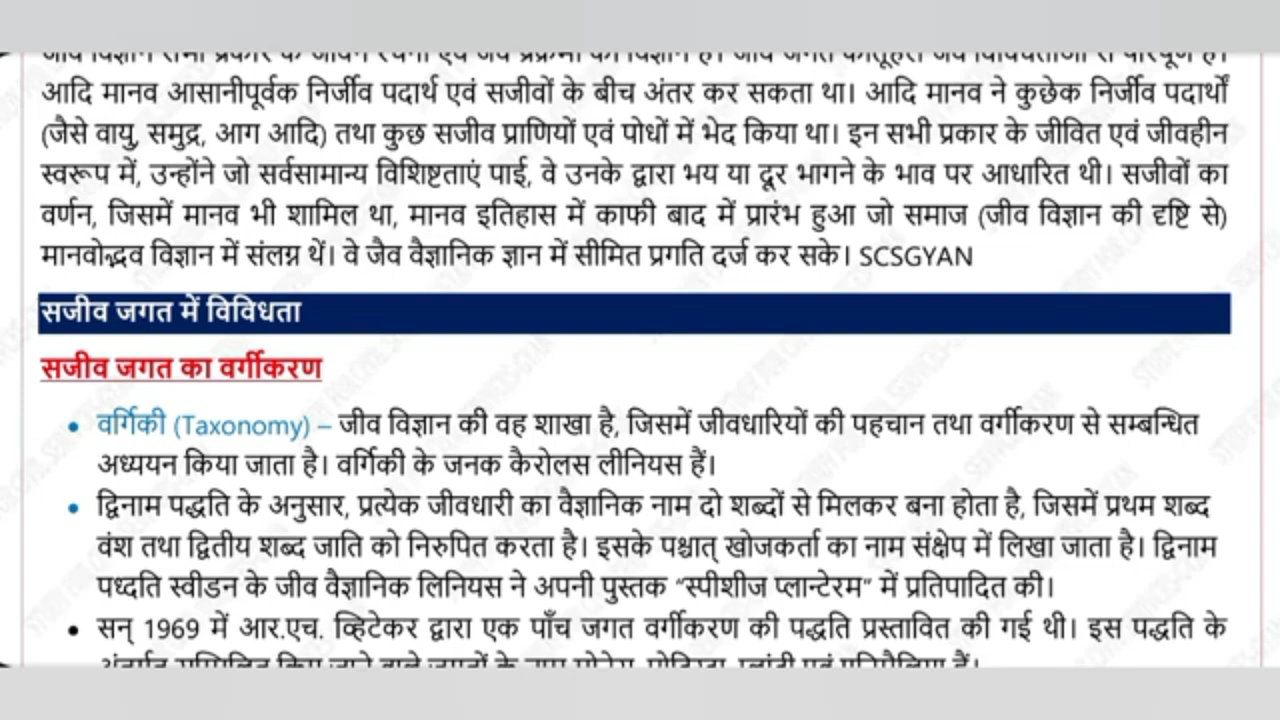 आदि मानव आसानीपूर्वक निर्जीव पदार्थ एवं सजीवों के बीच अंतर कर सकता था। आदि मानव ने कुछेक निर्जीव पदार्थों
(जैसे वायु, समुद्र, आग आदि) तथा कुछ सजीव प्राणियों एवं पोधों में भेद किया था। इन सभी प्रकार के जीवित एवं जीवहीन
स्वरूप में, उन्होंने जो सर्वसामान्य विशिष्टताएं पाई, वे उनके द्वारा भय या दूर भागने के भाव पर आधारित थी। सजीवों का
वर्णन, जिसमें मानव भी शामिल था, मानव इतिहास में काफी बाद में प्रारंभ हुआ जो समाज (जीव विज्ञान की दृष्टि से)
मानवोद्भव विज्ञान में संलग्न थें। वे जैव वैज्ञानिक ज्ञान में सीमित प्रगति दर्ज कर सके। SCSGYAN
सजीव जगत में विविधता
सजीव जगत का वर्गीकरण
• वर्गिकी (Taxonomy) – जीव विज्ञान की वह शाखा है, जिसमें जीवधारियों की पहचान तथा वर्गीकरण से सम्बन्धित
अध्ययन किया जाता है। वर्गिकी के जनक कैरोलस लीनियस हैं।
• द्विनाम पद्धति के अनुसार, प्रत्येक जीवधारी का वैज्ञानिक नाम दो शब्दों से मिलकर बना होता है, जिसमें प्रथम शब्द
वंश तथा द्वितीय शब्द जाति को निरुपित करता है। इसके पश्चात् खोजकर्ता का नाम संक्षेप में लिखा जाता है। द्विनाम
पध्दति स्वीडन के जीव वैज्ञानिक लिनियस ने अपनी पुस्तक “स्पीशीज प्लान्टेरम” में प्रतिपादित की।
• सन् 1969 में आर.एच. व्हिटेकर द्वारा एक पाँच जगत वर्गीकरण की पद्धति प्रस्तावित की गई थी। इस पद्धति के